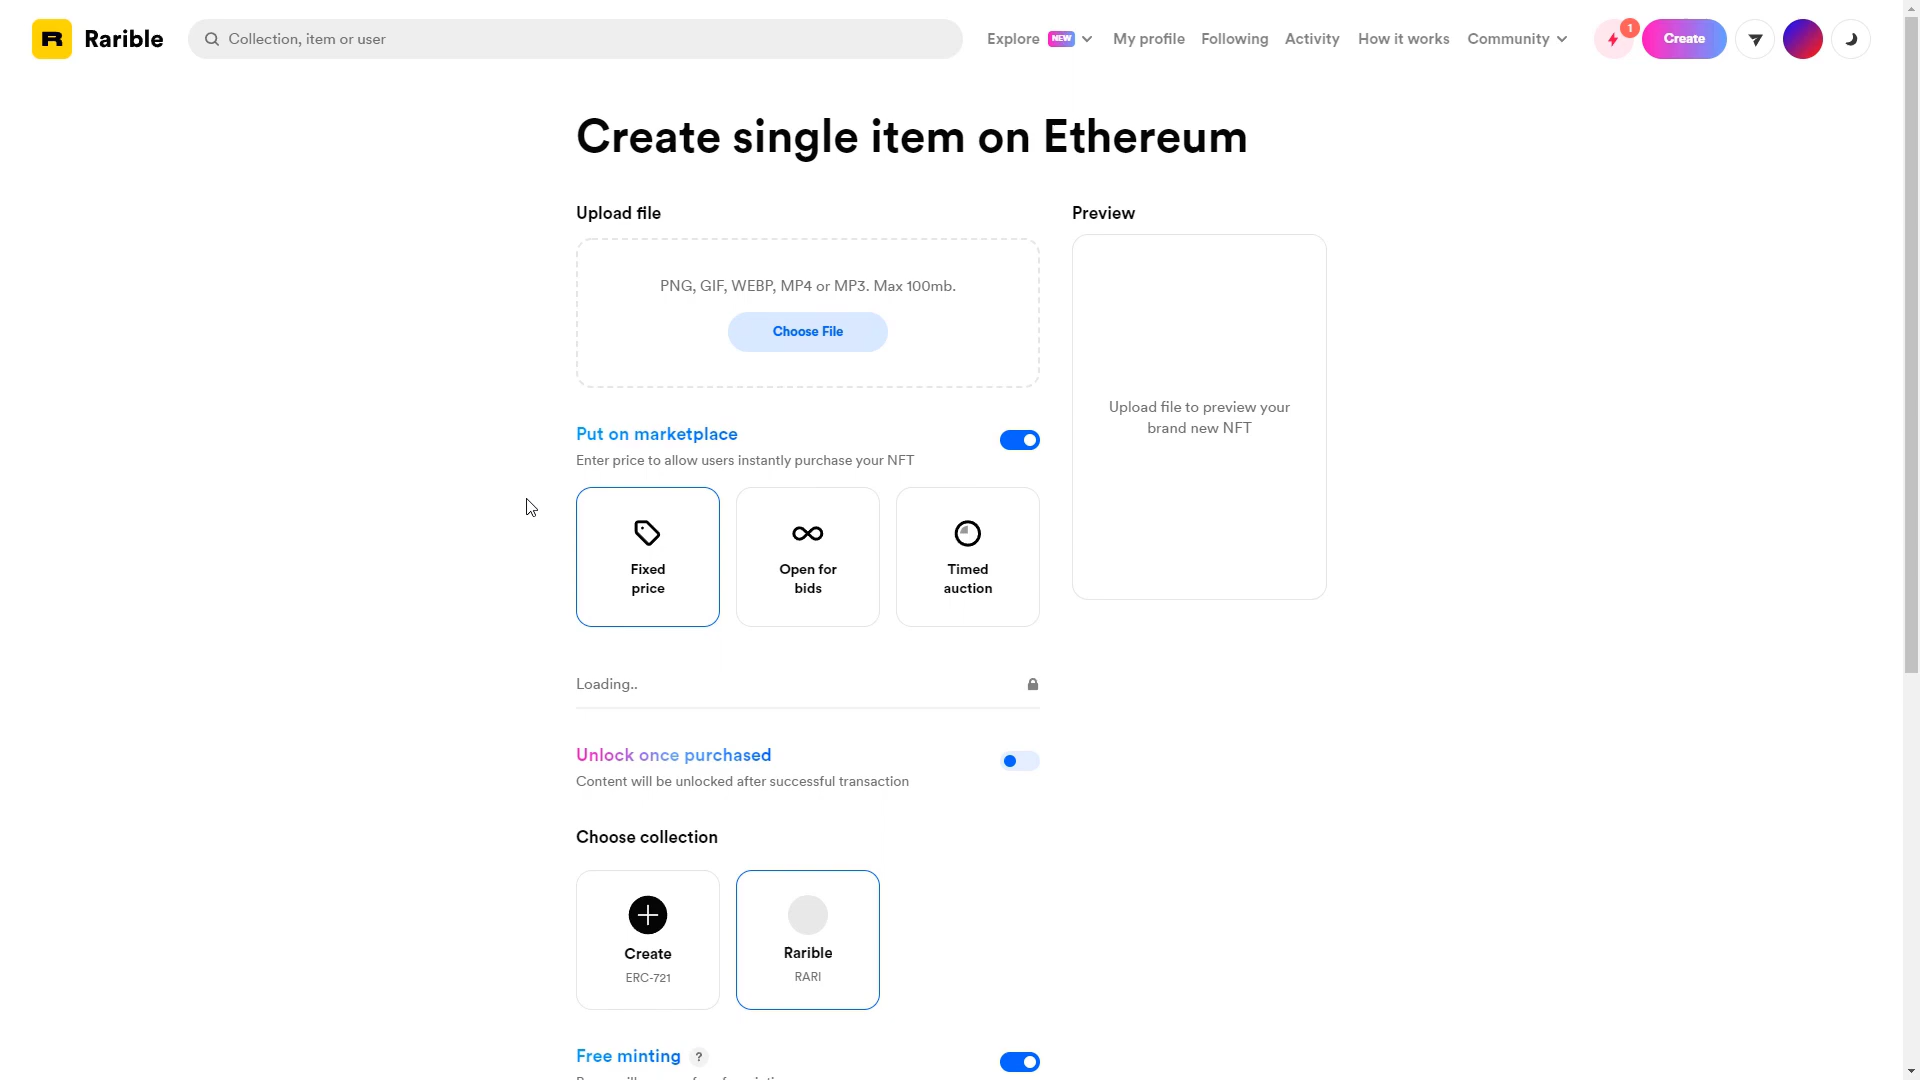 R Rarible
Collection, item or user
Explore NEW
My profile
Following
Activity
How it works
Community
1
Create
Create single item on Ethereum
Upload file
PNG, GIF, WEBP, MP4 or MP3. Max 100mb.
Choose File
Preview
Upload file to preview your
brand new NFT
Put on marketplace
Enter price to allow users instantly purchase your NFT
Fixed
price
Open for
bids
Timed
auction
Loading..
Unlock once purchased
Content will be unlocked after successful transaction
Choose collection
Create
ERC-721
Rarible
RARI
Free minting ?